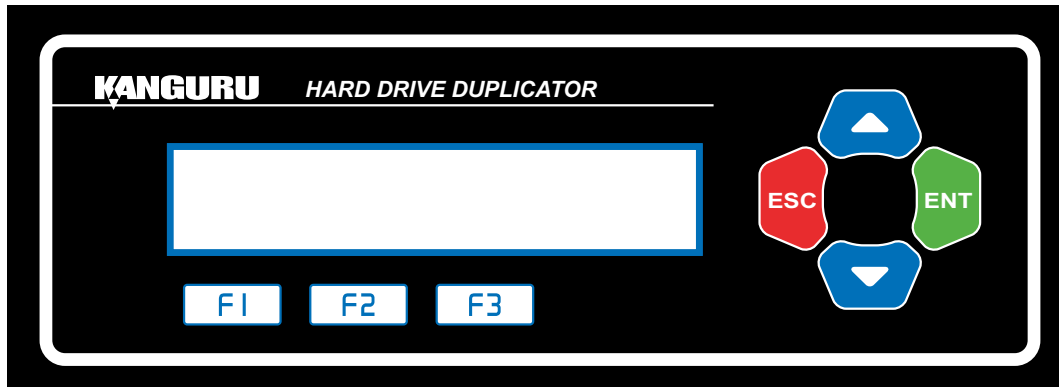 KANGURU HARD DRIVE DUPLICATOR
ESC ENT
F1 F2 F3